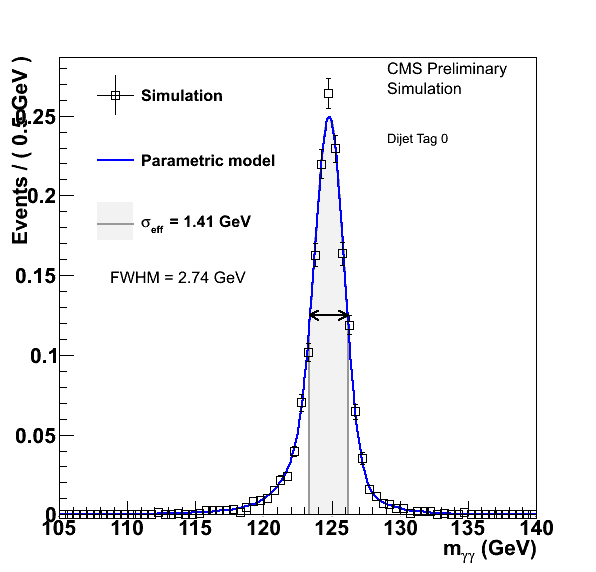 CMS Preliminary
Simulation
Dijet Tag 0
Simulation
Parametric model
σeff = 1.41 GeV
FWHM = 2.74 GeV
Events / ( 0.5 GeV )
0.25
0.2
0.15
0.1
0.05
0
105 110 115 120 125 130 135 140
mγγ (GeV)